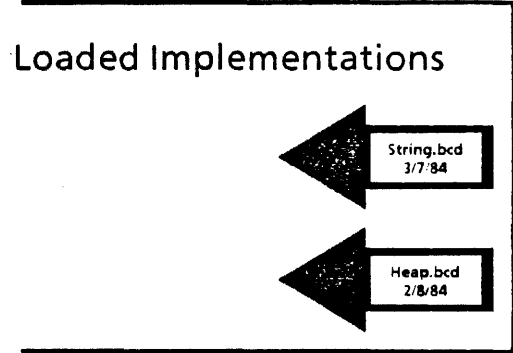 Loaded Implementations
String.bcd
3/7/84
Heap.bcd
2/8/84